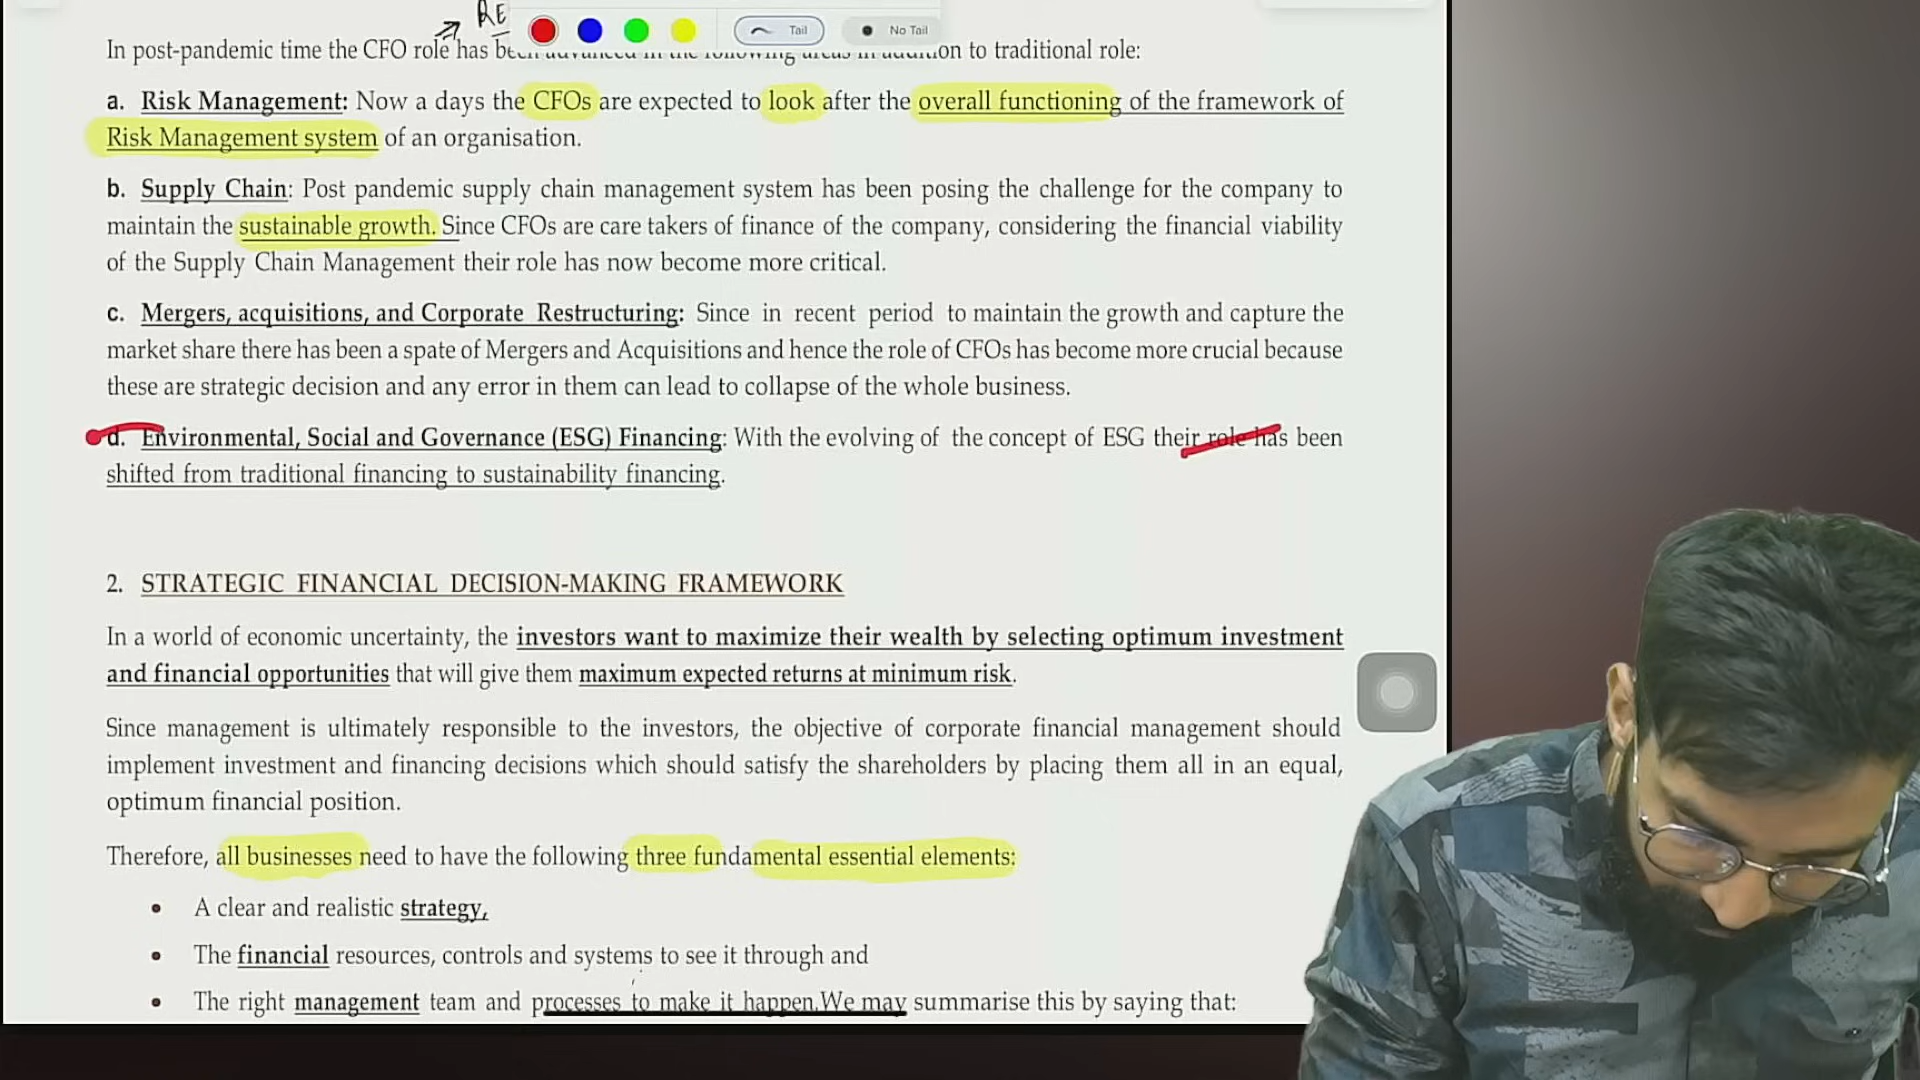 RE
Tail
No Tail
In post-pandemic time the CFO role has been advanced in the following areas in addition to traditional role:
a. Risk Management: Now a days the CFOs are expected to look after the overall functioning of the framework of
Risk Management system of an organisation.
b. Supply Chain: Post pandemic supply chain management system has been posing the challenge for the company to
maintain the sustainable growth. Since CFOs are care takers of finance of the company, considering the financial viability
of the Supply Chain Management their role has now become more critical.
c. Mergers, acquisitions, and Corporate Restructuring: Since in recent period to maintain the growth and capture the
market share there has been a spate of Mergers and Acquisitions and hence the role of CFOs has become more crucial because
these are strategic decision and any error in them can lead to collapse of the whole business.
d. Environmental, Social and Governance (ESG) Financing: With the evolving of the concept of ESG their role has been
shifted from traditional financing to sustainability financing.
2. STRATEGIC FINANCIAL DECISION-MAKING FRAMEWORK
In a world of economic uncertainty, the investors want to maximize their wealth by selecting optimum investment
and financial opportunities that will give them maximum expected returns at minimum risk.
Since management is ultimately responsible to the investors, the objective of corporate financial management should
implement investment and financing decisions which should satisfy the shareholders by placing them all in an equal,
optimum financial position.
Therefore, all businesses need to have the following three fundamental essential elements:
• A clear and realistic strategy,
• The financial resources, controls and systems to see it through and
• The right management team and processes to make it happen.We may summarise this by saying that: